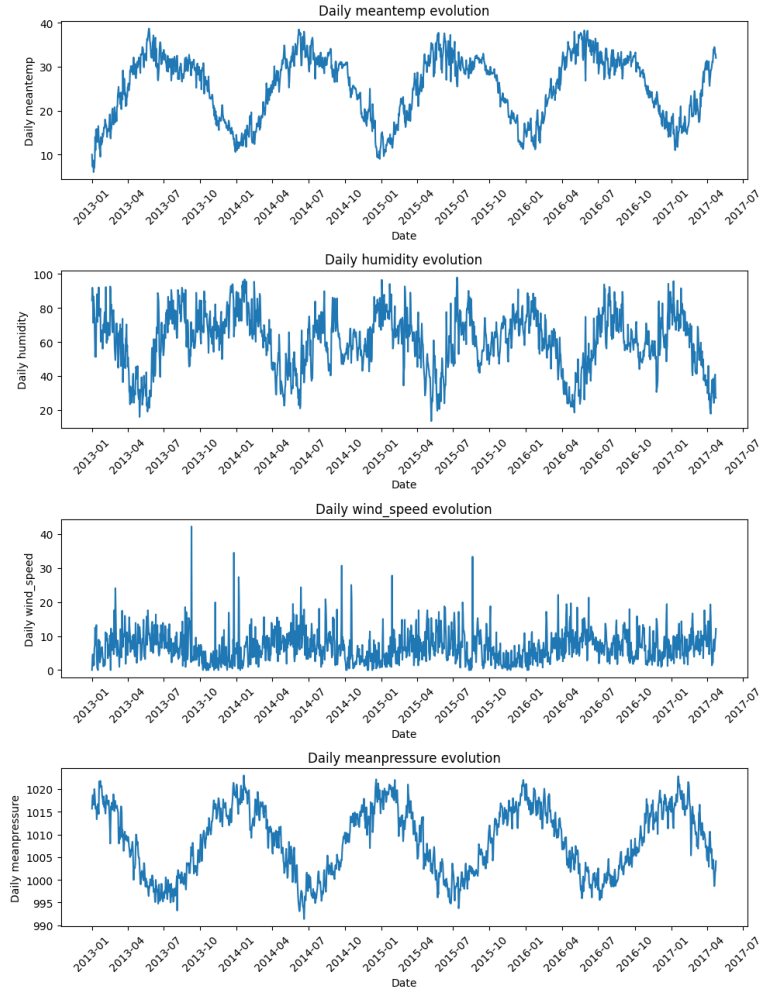 Daily meantemp evolution
40
30
20
10
Daily meantemp
2013-01 2013-04 2013-07 2013-10 2014-01 2014-04 2014-07 2014-10 2015-01 2015-04 2015-07 2015-10 2016-01 2016-04 2016-07 2016-10 2017-01 2017-04 2017-07
Date
Daily humidity evolution
100
80
60
40
20
Daily humidity
2013-01 2013-04 2013-07 2013-10 2014-01 2014-04 2014-07 2014-10 2015-01 2015-04 2015-07 2015-10 2016-01 2016-04 2016-07 2016-10 2017-01 2017-04 2017-07
Date
Daily wind_speed evolution
40
30
20
10
0
Daily wind_speed
2013-01 2013-04 2013-07 2013-10 2014-01 2014-04 2014-07 2014-10 2015-01 2015-04 2015-07 2015-10 2016-01 2016-04 2016-07 2016-10 2017-01 2017-04 2017-07
Date
Daily meanpressure evolution
1020
1015
1010
1005
1000
995
990
Daily meanpressure
2013-01 2013-04 2013-07 2013-10 2014-01 2014-04 2014-07 2014-10 2015-01 2015-04 2015-07 2015-10 2016-01 2016-04 2016-07 2016-10 2017-01 2017-04 2017-07
Date